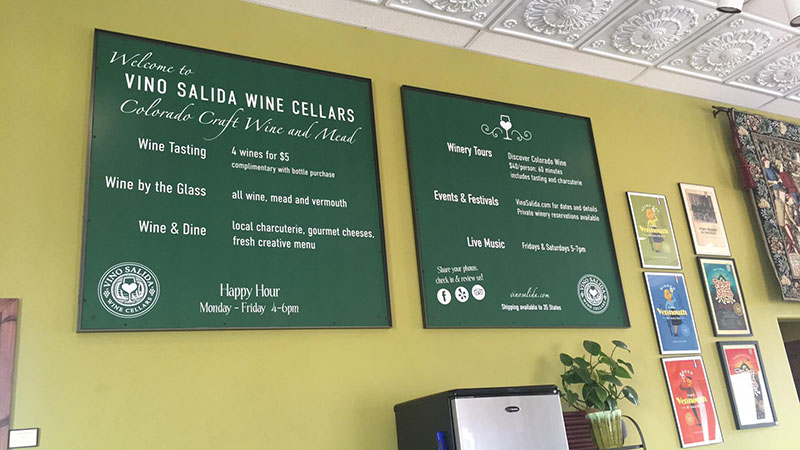 Welcome to
VINO SALIDA WINE CELLARS
Colorado Craft Wine and Mead
Wine Tasting
4 wines for $5
complimentary with bottle purchase
Wine by the Glass
all wine, mead and vermouth
Wine & Dine
local charcuterie, gourmet cheeses,
fresh creative menu
VINO SALIDA
WINE CELLARS
Happy Hour
Monday - Friday 4-6pm
Winery Tours
Discover Colorado Wine
$40/person; 60 minutes
includes tasting and charcuterie
Events & Festivals
VinoSalida.com for dates and details
Private winery reservations available
Live Music
Fridays & Saturdays 5-7pm
Share your photos,
check in & review us!
vinosalida.com
Shipping available to 35 States
VINO SALIDA
WINE CELLARS
Vermouth
Vermouth
Vermouth